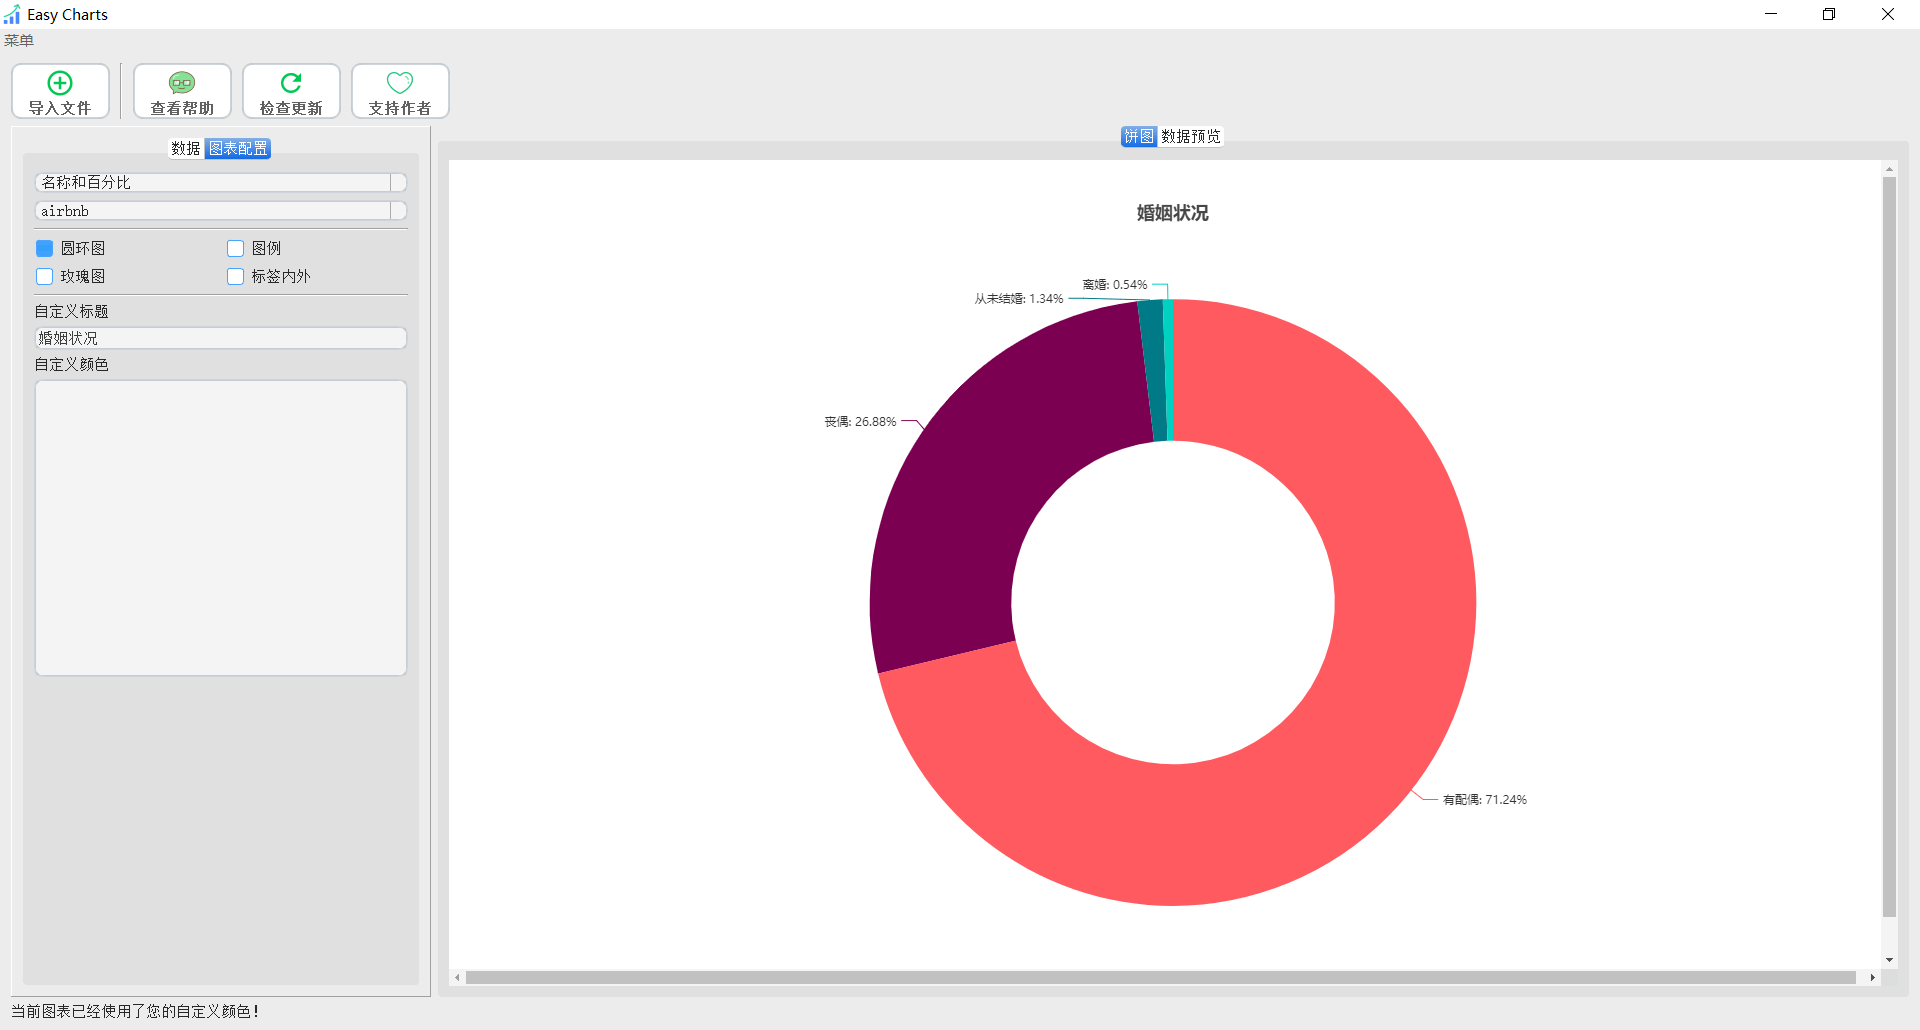 Easy Charts
菜单
导入文件
查看帮助
检查更新
支持作者
数据
图表配置
名称和百分比
airbnb
圆环图
图例
玫瑰图
标签内外
自定义标题
婚姻状况
自定义颜色
饼图
数据预览
婚姻状况
离婚: 0.54%
从未结婚: 1.34%
丧偶: 26.88%
有配偶: 71.24%
当前图表已经使用了您的自定义颜色!